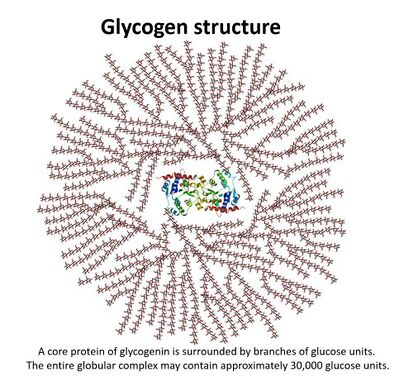 Glycogen structure
A core protein of glycogenin is surrounded by branches of glucose units.
The entire globular complex may contain approximately 30,000 glucose units.